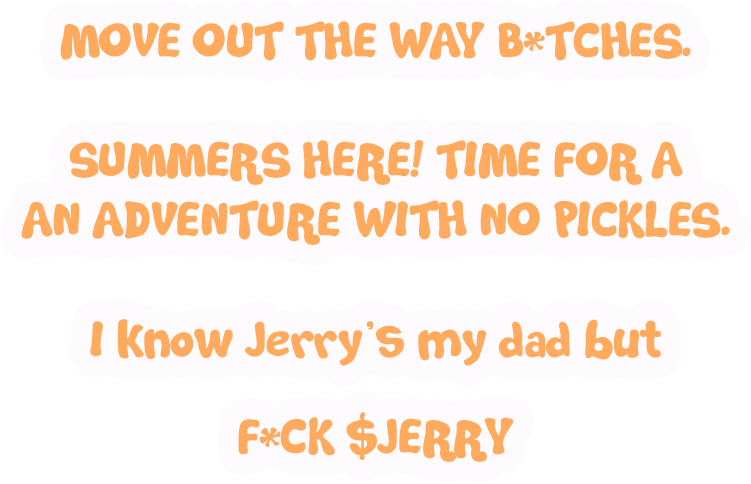 MOVE OUT THE WAY B*TCHES.
SUMMERS HERE! TIME FOR A
AN ADVENTURE WITH NO PICKLES.
I know Jerry's my dad but
F*CK $JERRY